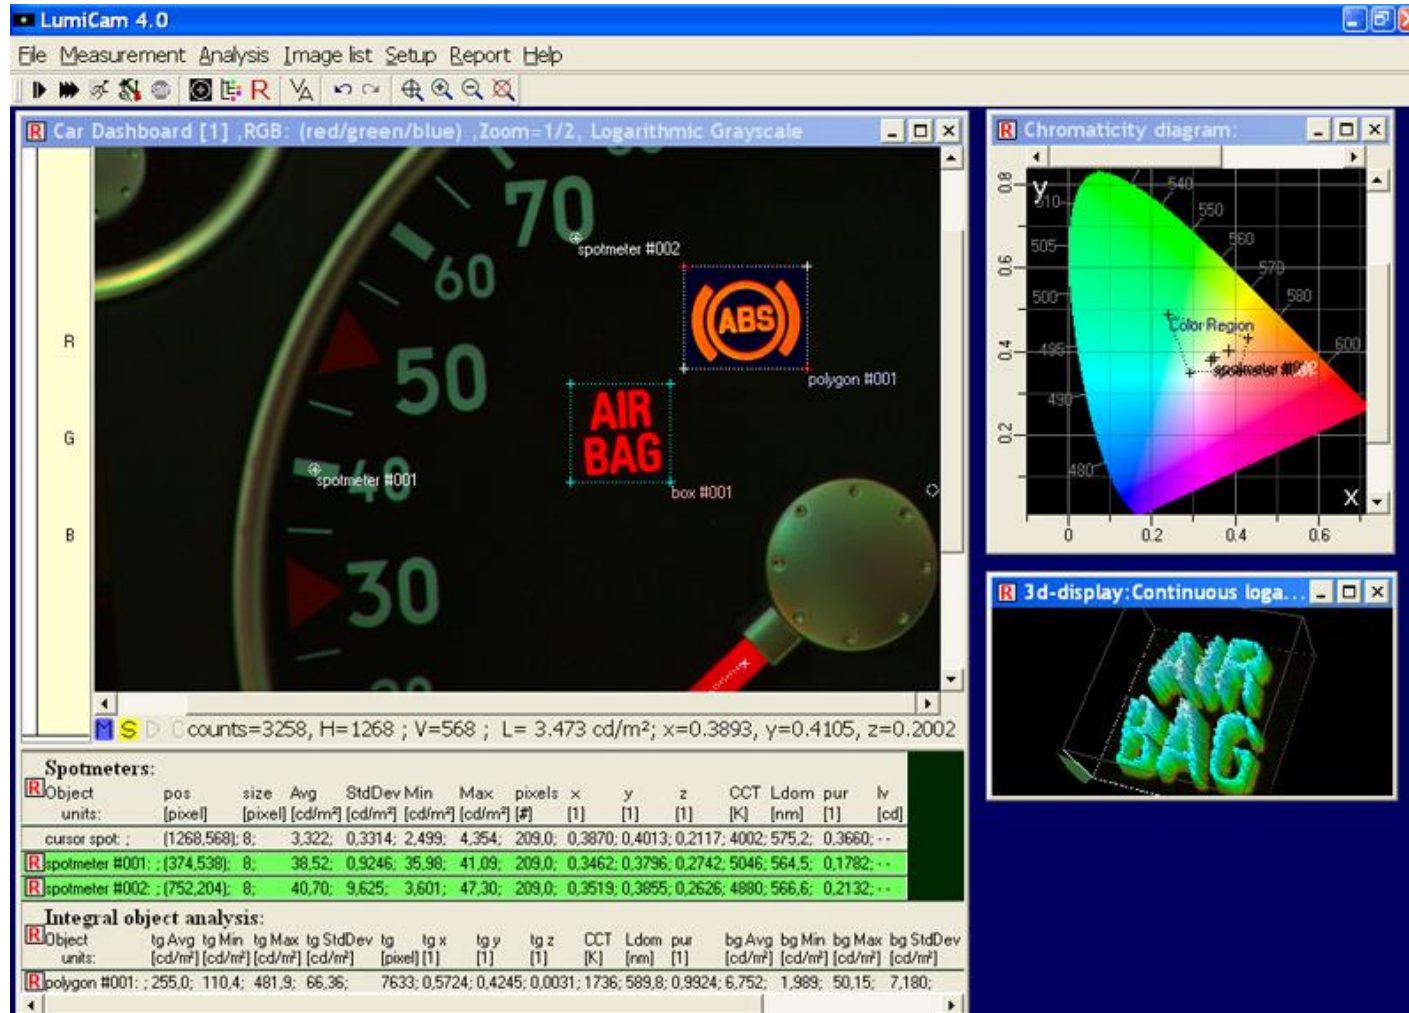 LumiCam 4.0
File Measurement Analysis Image list Setup Report Help
R
V/A
R Car Dashboard [1] ,RGB: (red/green/blue) ,Zoom=1/2, Logarithmic Grayscale
R
G
B
70
spotmeter #002
60
ABS
50
polygon #001
AIR
BAG
40
spotmeter #001
box #001
30
20
M S D C counts=3258, H=1268 ; V=568 ; L= 3.473 cd/m²; x=0.3893, y=0.4105, z=0.2002
R Chromaticity diagram:
0.8
0.6
0.4
0.2
y
540
510
550
505
560
570
500
580
Color Region
495
600
490
480
x
0 0.2 0.4 0.6
R 3d-display:Continuous loga...
AIR
BAG
Spotmeters:
R Object pos size Avg StdDev Min Max pixels x y z CCT Ldom pur Iv
units: [pixel] [pixel] [cd/m²] [cd/m²] [cd/m²] [cd/m²] [#] [1] [1] [1] [K] [nm] [1] [cd]
cursor spot: ; (1268,568); 8; 3,322; 0,3314; 2,499; 4,354; 209,0; 0,3870; 0,4013; 0,2117; 4002; 575,2; 0,3660; - -
R spotmeter #001: ; (374,538); 8; 38,52; 0,9246; 35,98; 41,09; 209,0; 0,3462; 0,3796; 0,2742; 5046; 564,5; 0,1782; - -
R spotmeter #002: ; (752,204); 8; 40,70; 9,625; 3,601; 47,30; 209,0; 0,3519; 0,3855; 0,2626; 4880; 566,6; 0,2132; - -
Integral object analysis:
R Object tg Avg tg Min tg Max tg StdDev tg tg x tg y tg z CCT Ldom pur bg Avg bg Min bg Max bg StdDev
units: [cd/m²] [cd/m²] [cd/m²] [cd/m²] [pixel] [1] [1] [1] [K] [nm] [1] [cd/m²] [cd/m²] [cd/m²] [cd/m²]
R polygon #001: ; 255,0; 110,4; 481,9; 66,36; 7633; 0,5724; 0,4245; 0,0031; 1736; 589,8; 0,9924; 6,752; 1,989; 50,15; 7,180;